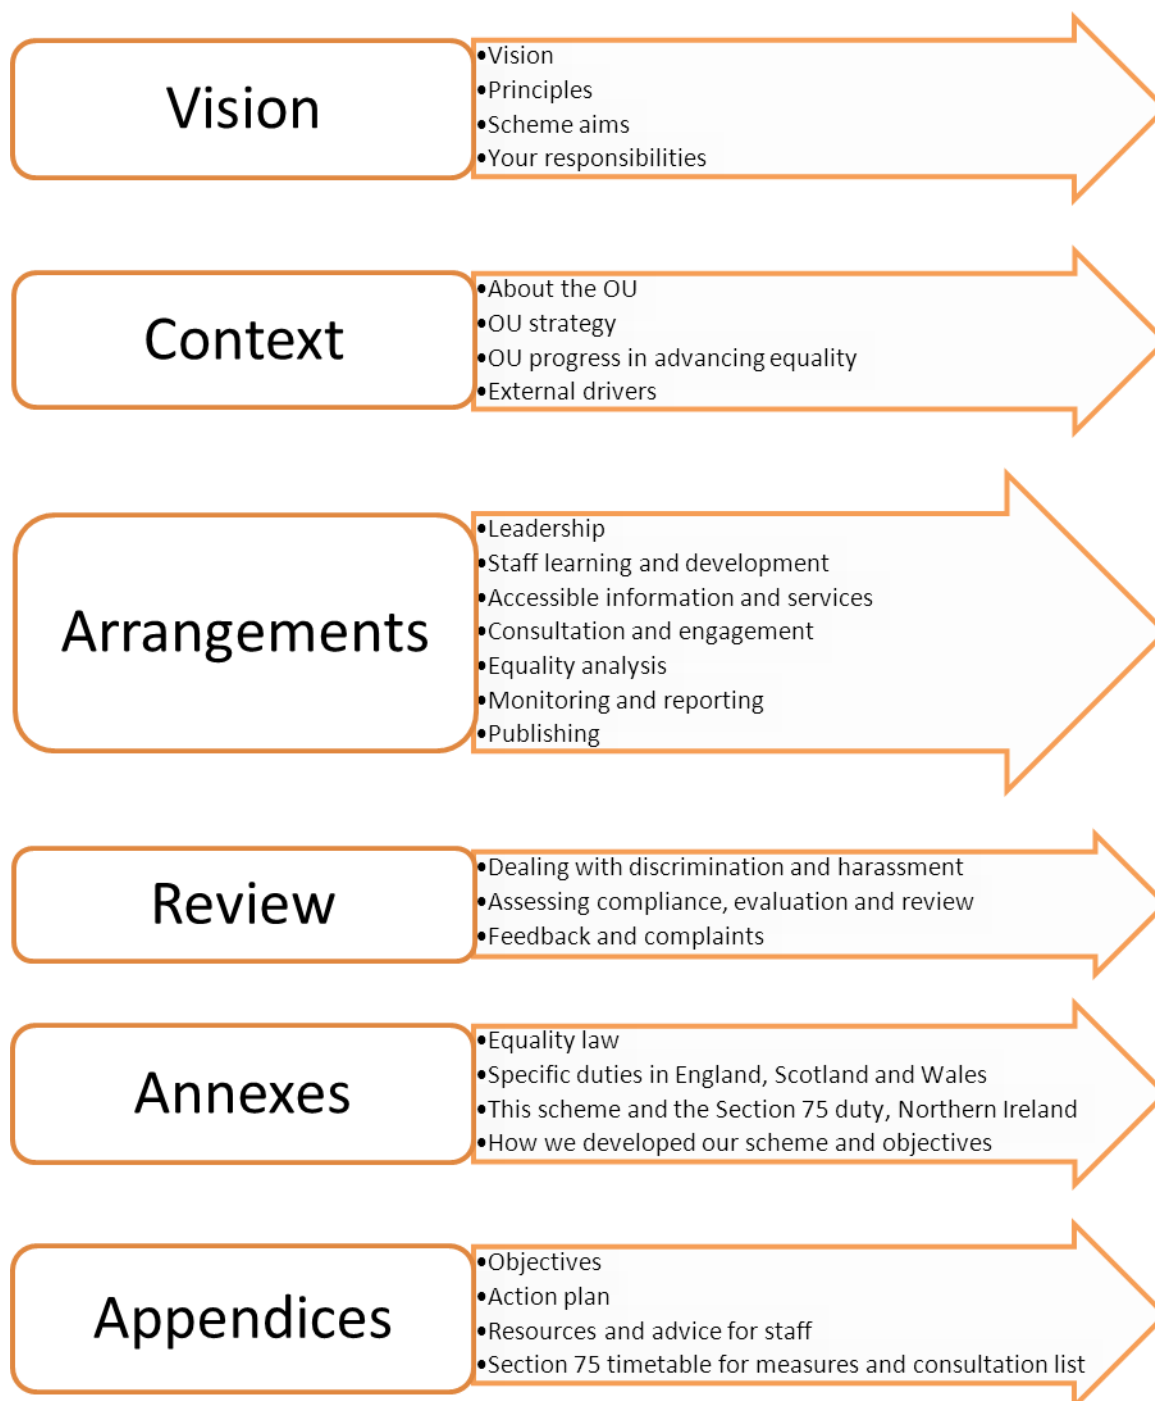 Vision
•Vision
•Principles
•Scheme aims
•Your responsibilities
Context
•About the OU
•OU strategy
•OU progress in advancing equality
•External drivers
Arrangements
•Leadership
•Staff learning and development
•Accessible information and services
•Consultation and engagement
•Equality analysis
•Monitoring and reporting
•Publishing
Review
•Dealing with discrimination and harassment
•Assessing compliance, evaluation and review
•Feedback and complaints
Annexes
•Equality law
•Specific duties in England, Scotland and Wales
•This scheme and the Section 75 duty, Northern Ireland
•How we developed our scheme and objectives
Appendices
•Objectives
•Action plan
•Resources and advice for staff
•Section 75 timetable for measures and consultation list